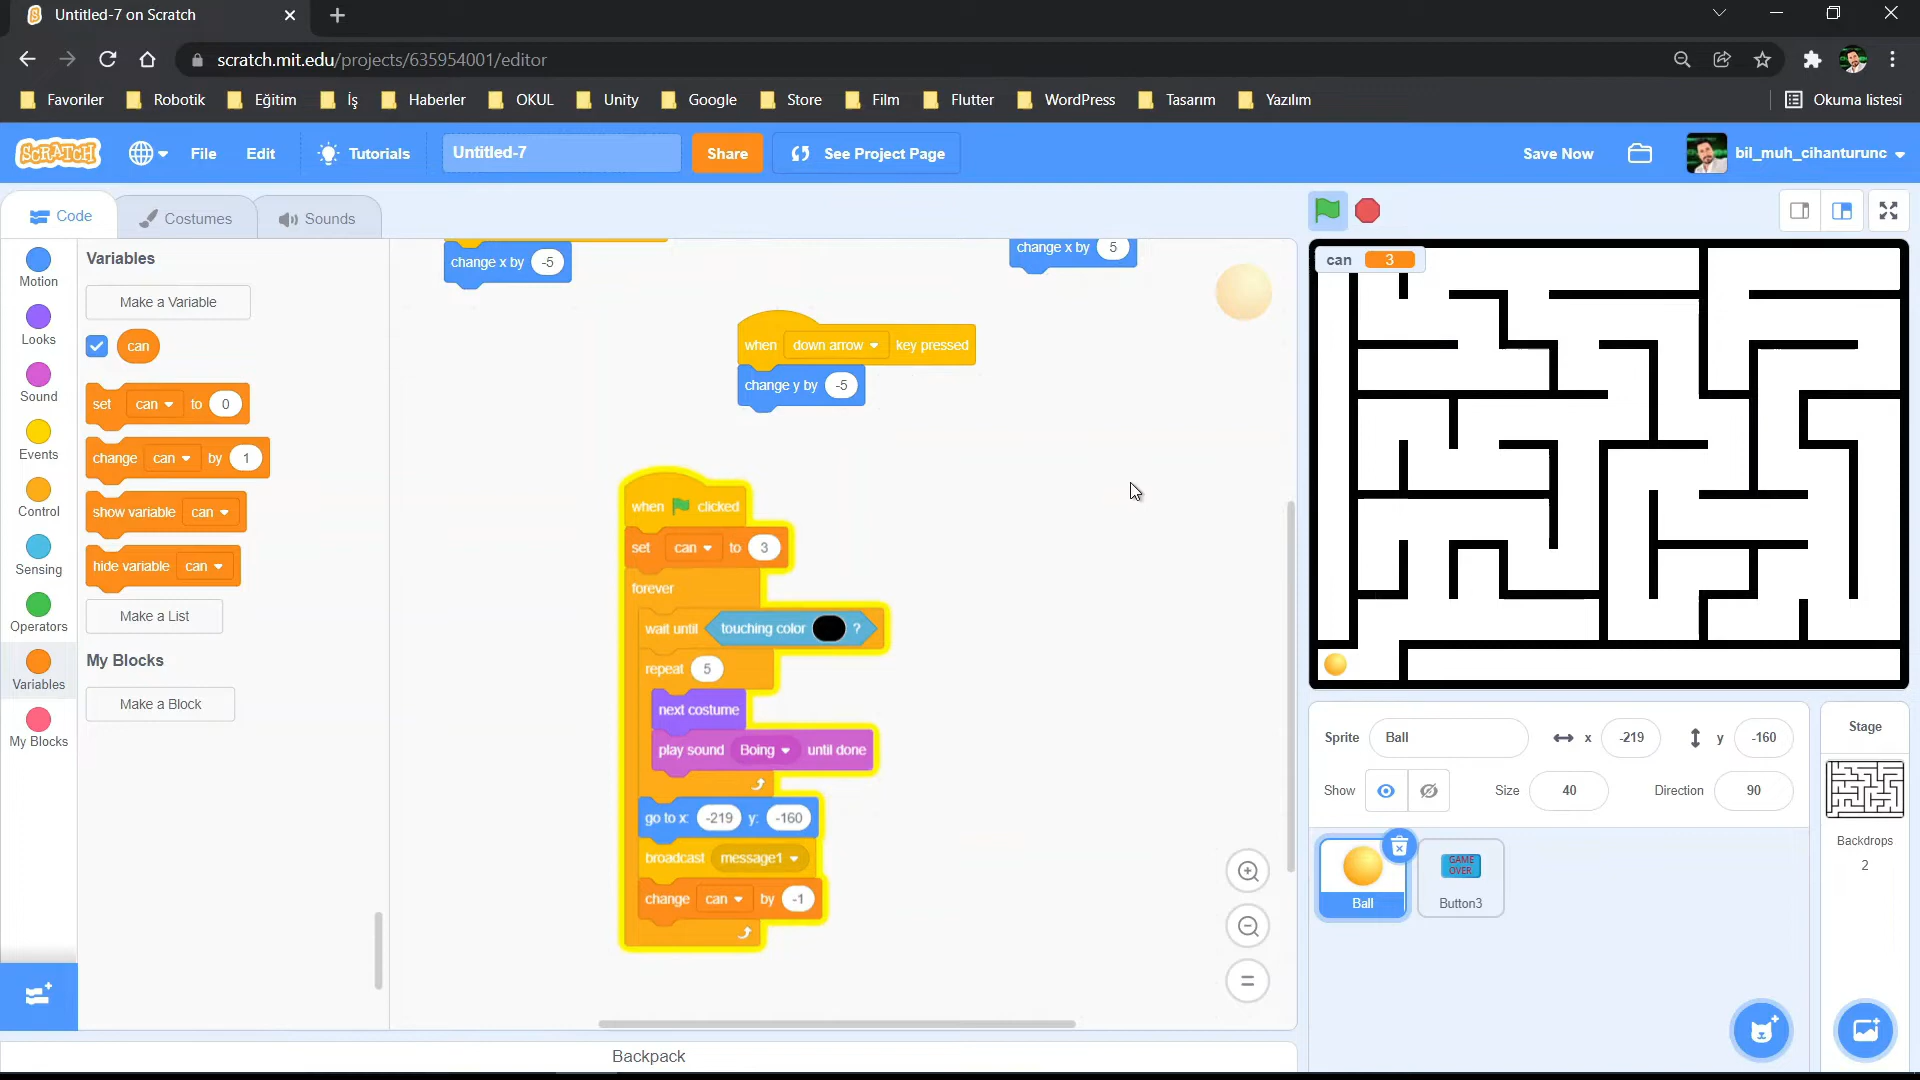 Untitled-7 on Scratch
scratch.mit.edu/projects/635954001/editor
Favoriler Robotik Eğitim İş Haberler OKUL Unity Google Store Film Flutter WordPress Tasarım Yazılım Okuma listesi
SCRATCH File Edit Tutorials Untitled-7 Share See Project Page Save Now bil_muh_cihanturunc
Code Costumes Sounds
Motion
Looks
Sound
Events
Control
Sensing
Operators
Variables
My Blocks
Variables
Make a Variable
can
set can to 0
change can by 1
show variable can
hide variable can
Make a List
My Blocks
Make a Block
change x by -5
change x by 5
when down arrow key pressed
change y by -5
when clicked
set can to 3
forever
wait until touching color ?
repeat 5
next costume
play sound Boing until done
go to x: -219 y: -160
broadcast message1
change can by -1
Backpack
can 3
Sprite Ball x -219 y -160
Show Size 40 Direction 90
Ball
GAME
OVER
Button3
Stage
Backdrops
2